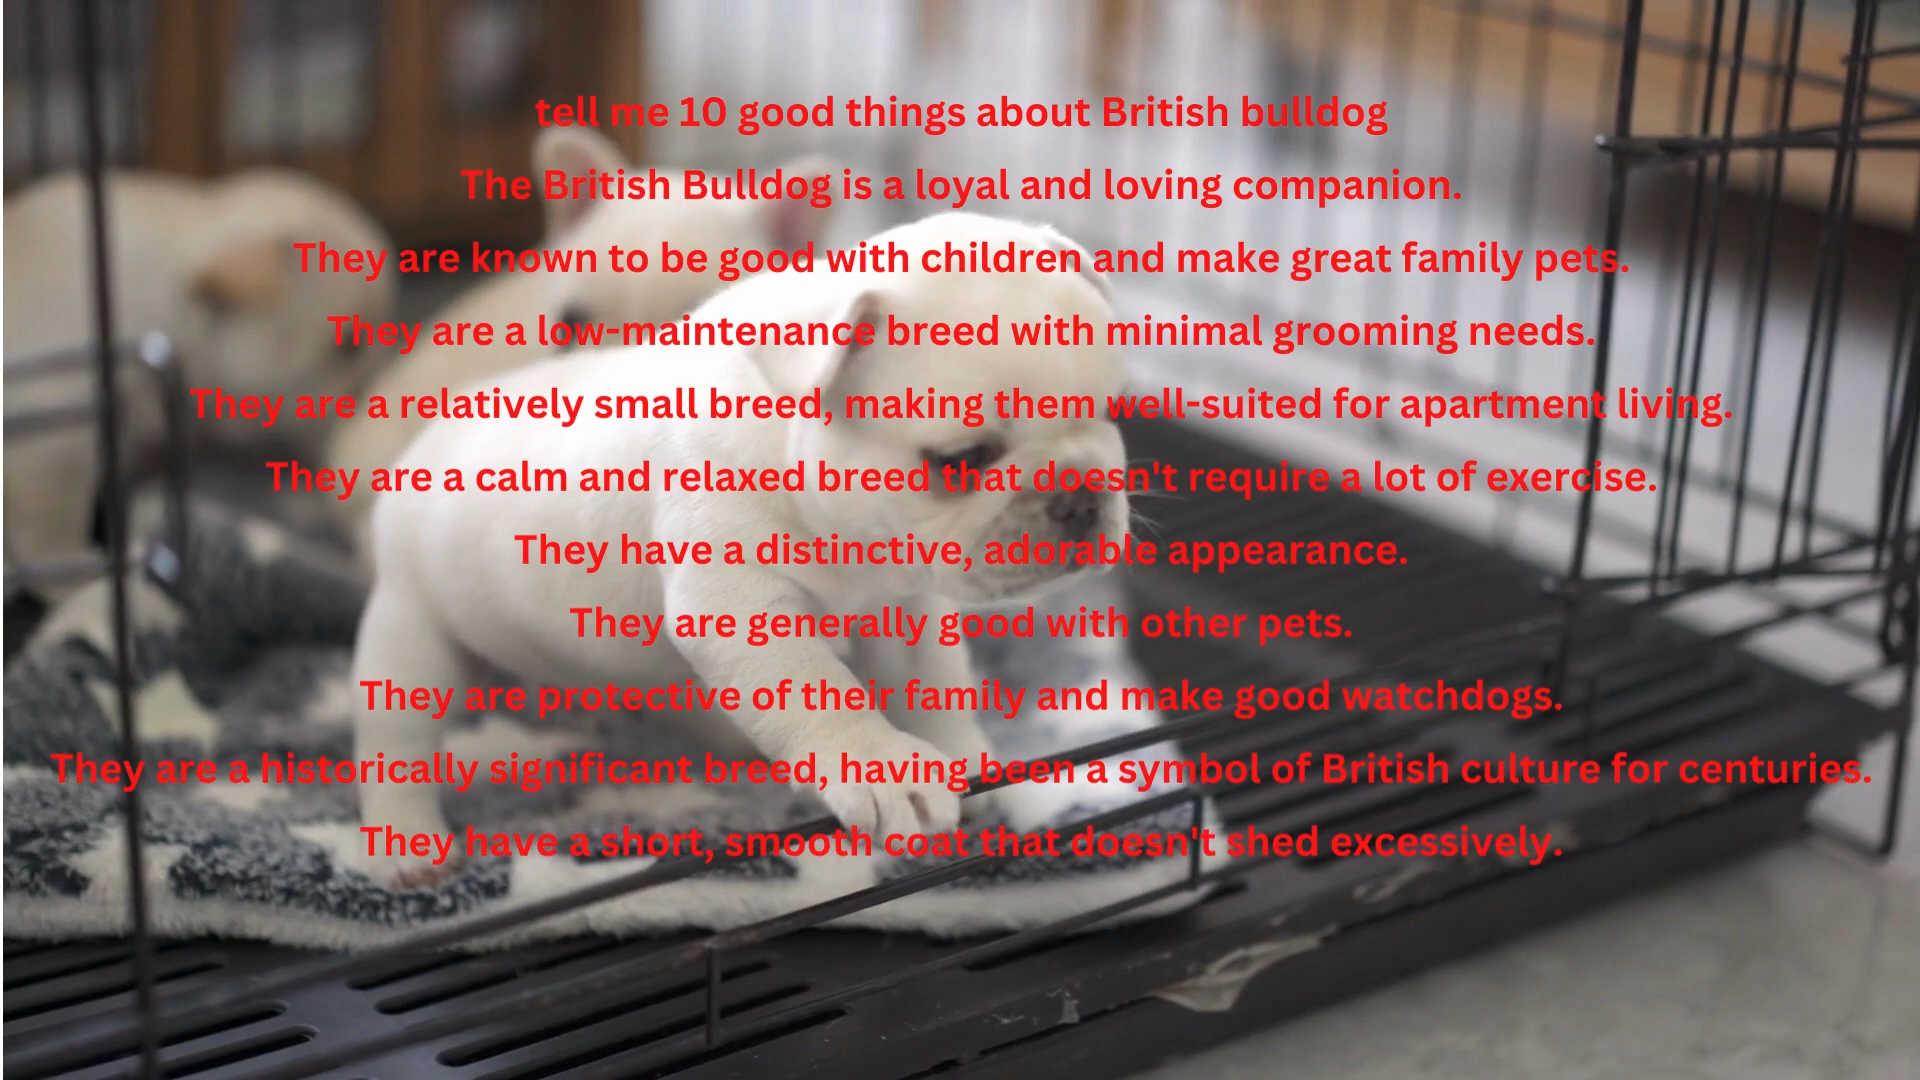 tell me 10 good things about British bulldog
The British Bulldog is a loyal and loving companion.
They are known to be good with children and make great family pets.
They are a low-maintenance breed with minimal grooming needs.
They are a relatively small breed, making them well-suited for apartment living.
They are a calm and relaxed breed that doesn't require a lot of exercise.
They have a distinctive, adorable appearance.
They are generally good with other pets.
They are protective of their family and make good watchdogs.
They are a historically significant breed, having been a symbol of British culture for centuries.
They have a short, smooth coat that doesn't shed excessively.